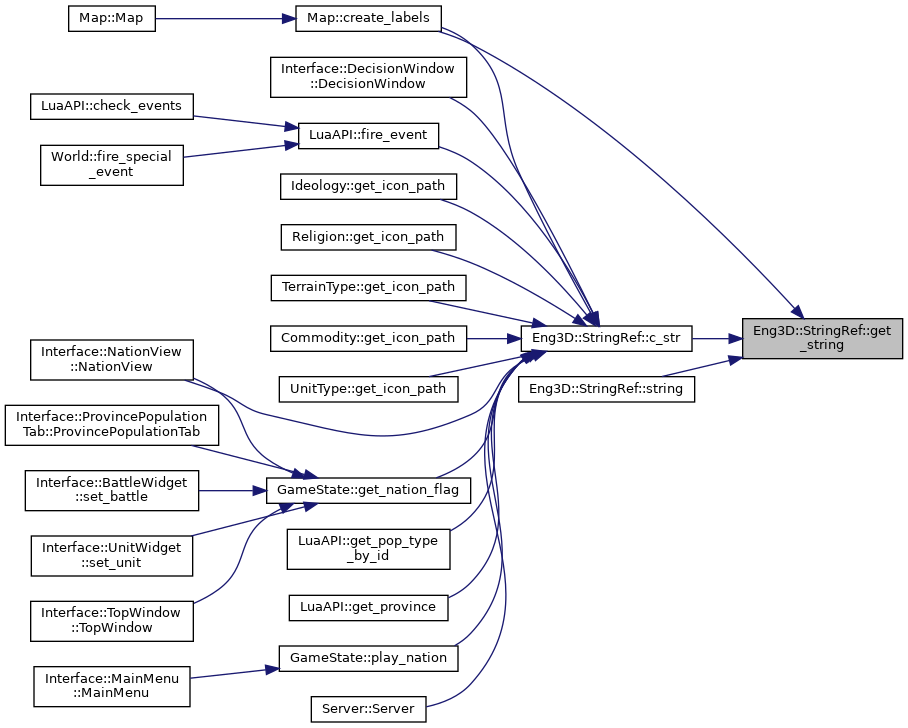 Map::Map
Map::create_labels
Interface::DecisionWindow
::DecisionWindow
LuaAPI::check_events
LuaAPI::fire_event
World::fire_special
_event
Ideology::get_icon_path
Religion::get_icon_path
TerrainType::get_icon_path
Commodity::get_icon_path
Eng3D::StringRef::c_str
Eng3D::StringRef::get
_string
Interface::NationView
::NationView
UnitType::get_icon_path
Eng3D::StringRef::string
Interface::ProvincePopulation
Tab::ProvincePopulationTab
Interface::BattleWidget
::set_battle
GameState::get_nation_flag
Interface::UnitWidget
::set_unit
LuaAPI::get_pop_type
_by_id
Interface::TopWindow
::TopWindow
LuaAPI::get_province
GameState::play_nation
Interface::MainMenu
::MainMenu
Server::Server